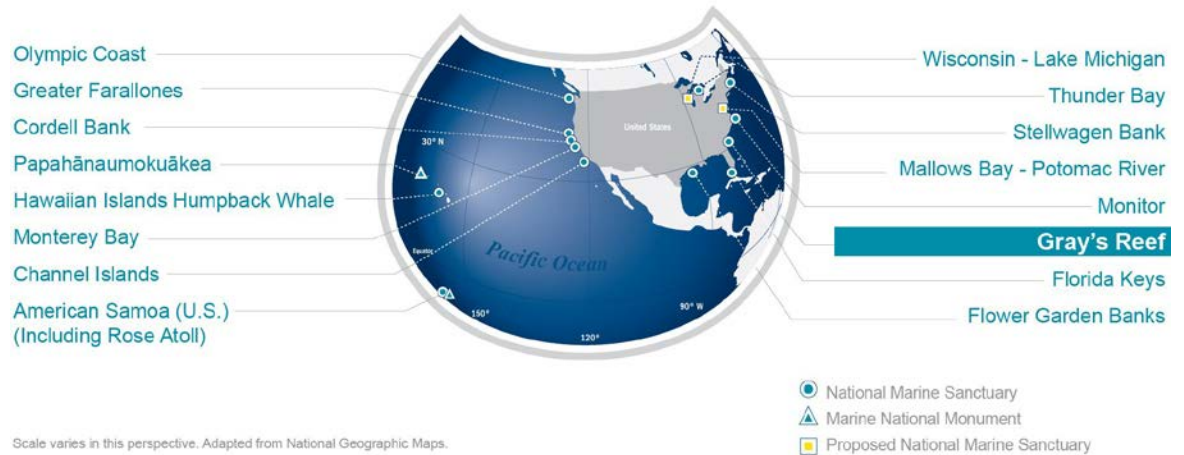 Olympic Coast
Greater Farallones
Cordell Bank
Papahānaumokuākea
Hawaiian Islands Humpback Whale
Monterey Bay
Channel Islands
American Samoa (U.S.)
(Including Rose Atoll)
United States
30° N
Equator
Pacific Ocean
150°
120°
90° W
Wisconsin - Lake Michigan
Thunder Bay
Stellwagen Bank
Mallows Bay - Potomac River
Monitor
Gray's Reef
Florida Keys
Flower Garden Banks
National Marine Sanctuary
Marine National Monument
Proposed National Marine Sanctuary
Scale varies in this perspective. Adapted from National Geographic Maps.